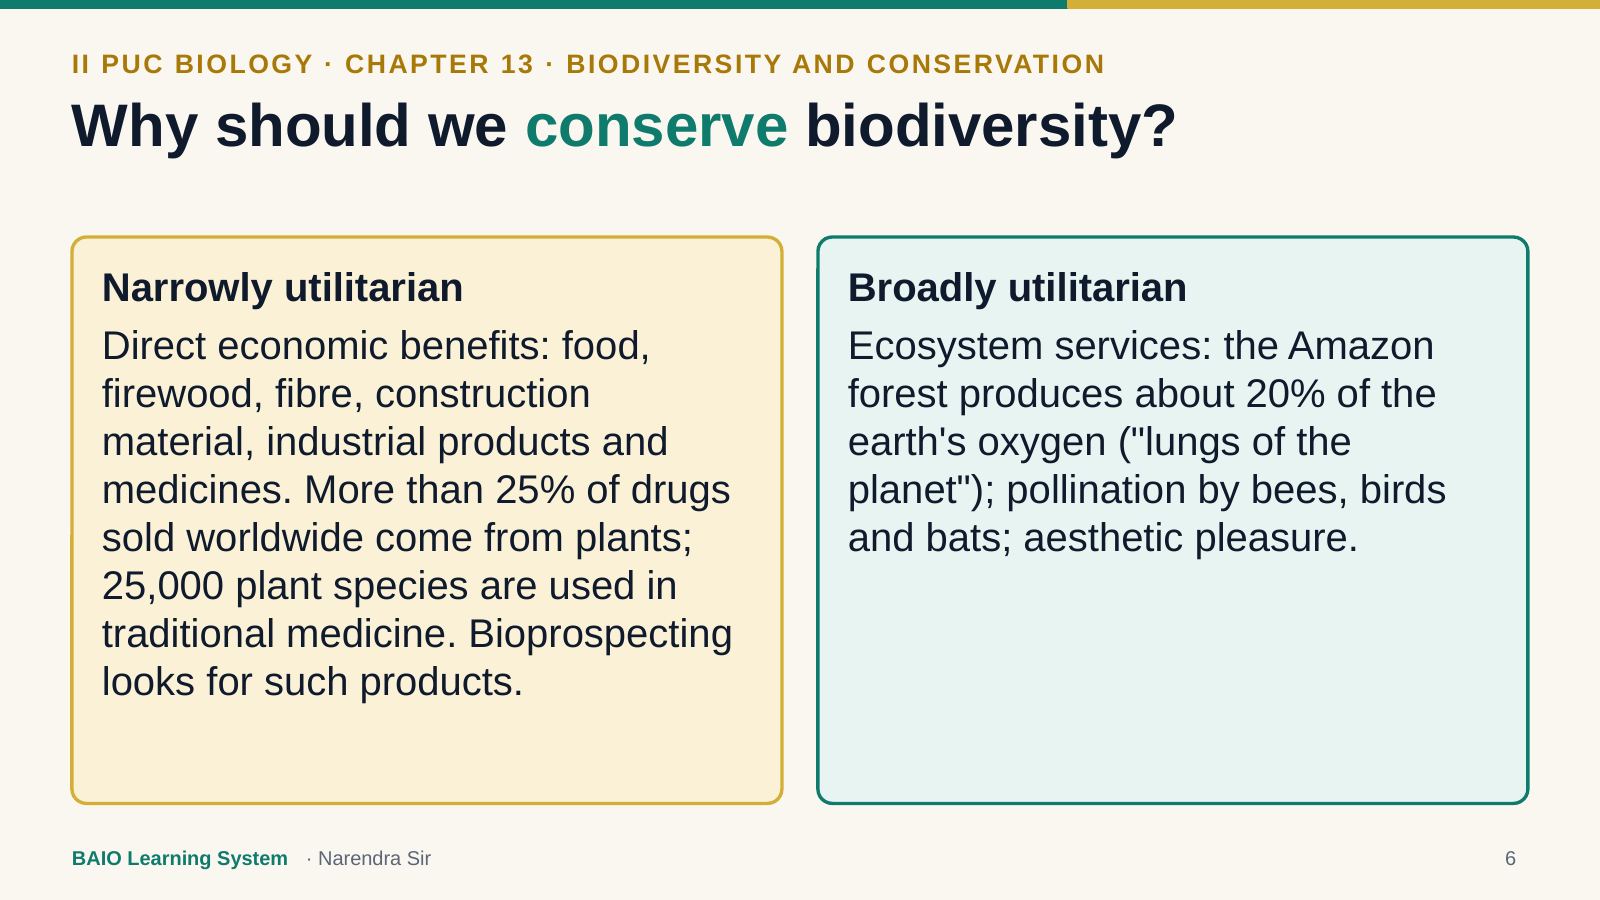 II PUC BIOLOGY · CHAPTER 13 · BIODIVERSITY AND CONSERVATION
Why should we conserve biodiversity?
Narrowly utilitarian
Direct economic benefits: food,
firewood, fibre, construction
material, industrial products and
medicines. More than 25% of drugs
sold worldwide come from plants;
25,000 plant species are used in
traditional medicine. Bioprospecting
looks for such products.
Broadly utilitarian
Ecosystem services: the Amazon
forest produces about 20% of the
earth's oxygen ("lungs of the
planet"); pollination by bees, birds
and bats; aesthetic pleasure.
BAIO Learning System · Narendra Sir
6